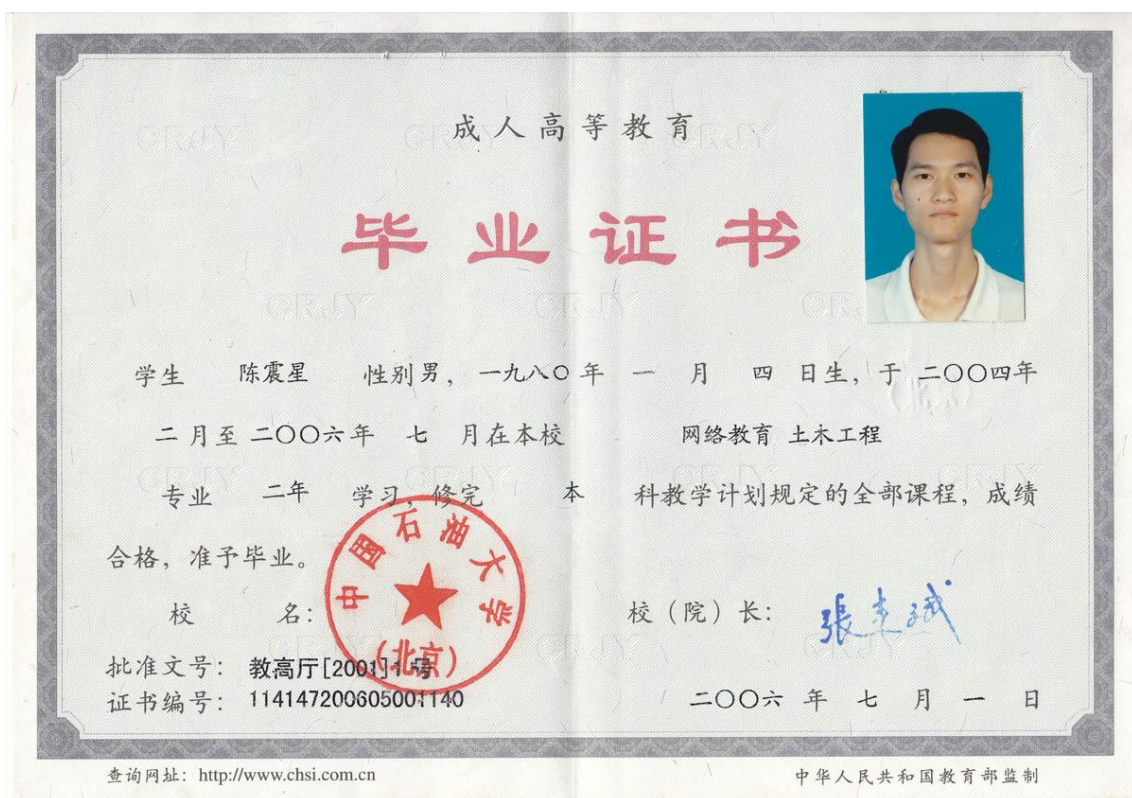 成人高等教育
毕业证书
学生 陈震星 性别男，一九八〇年 一 月 四 日生，于 二〇〇四年
二月至 二〇〇六年 七 月在本校 网络教育 土木工程
专业 二年 学习，修完 本 科教学计划规定的全部课程，成绩
合格，准予毕业。
校 名：
中国石油大学
（北京）
校（院）长：
批准文号： 教高厅[2001]1号
证书编号： 114147200605001140
二〇〇六 年 七 月 一 日
查询网址：http://www.chsi.com.cn
中华人民共和国教育部监制
CRJY